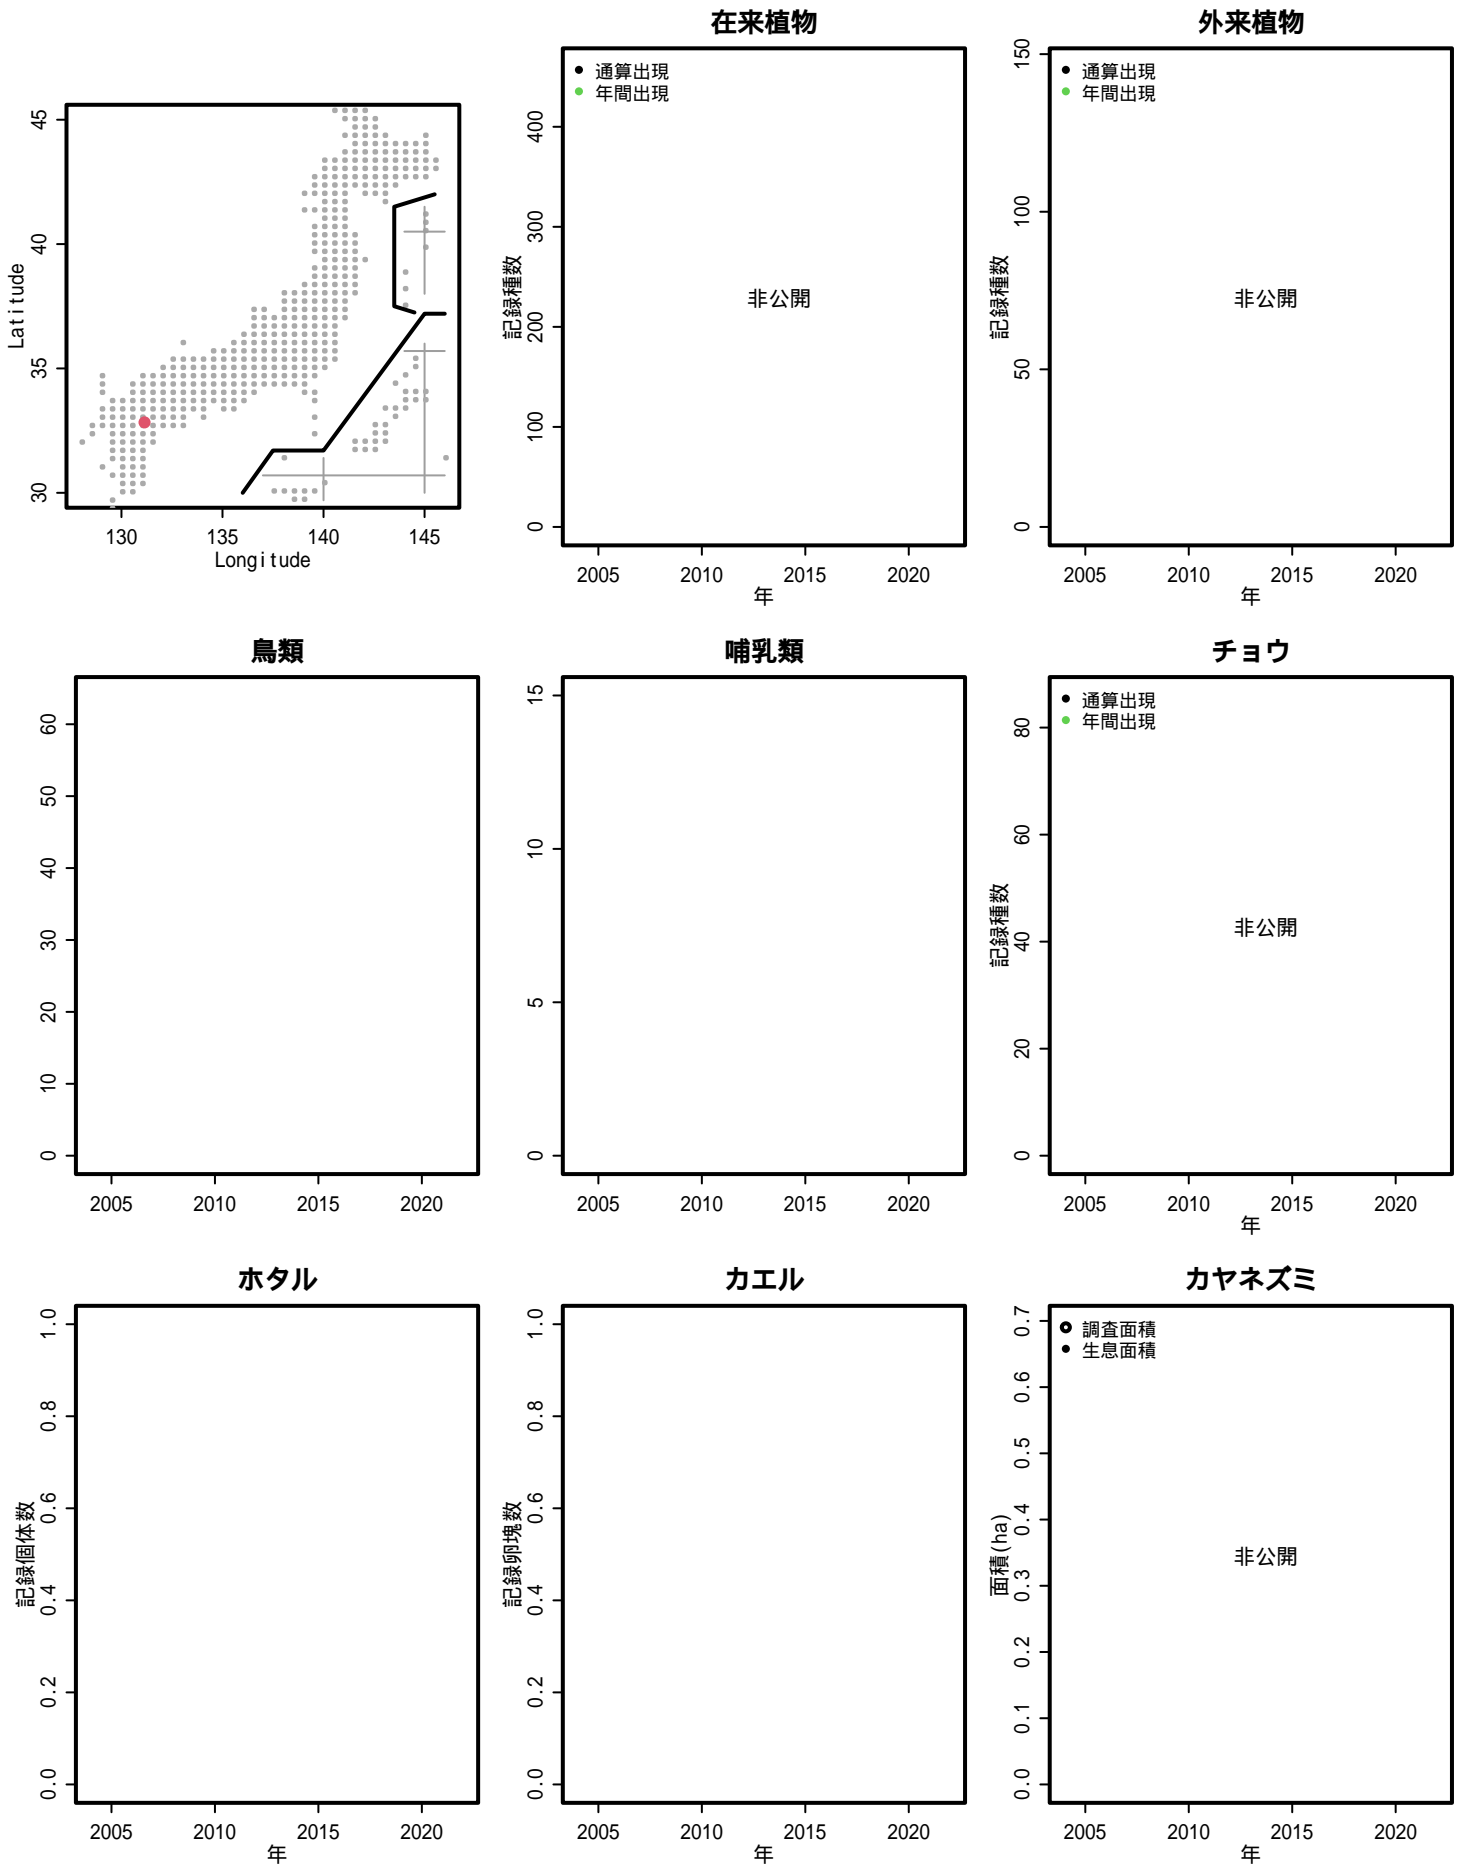 45
40
35
30
Latitude
130 135 140 145
Longitude
在来植物
通算出現
年間出現
400
300
200
100
0
記録種数
非公開
2005 2010 2015 2020
年
外来植物
通算出現
年間出現
150
100
50
0
記録種数
非公開
2005 2010 2015 2020
年
鳥類
60
50
40
30
20
10
0
2005 2010 2015 2020
哺乳類
15
10
5
0
2005 2010 2015 2020
チョウ
通算出現
年間出現
80
60
40
20
0
記録種数
非公開
2005 2010 2015 2020
年
ホタル
1.0
0.8
0.6
0.4
0.2
0.0
記録個体数
2005 2010 2015 2020
年
カエル
1.0
0.8
0.6
0.4
0.2
0.0
記録卵塊数
2005 2010 2015 2020
年
カヤネズミ
調査面積
生息面積
0.7
0.6
0.5
0.4
0.3
0.2
0.1
0.0
面積(ha)
非公開
2005 2010 2015 2020
年